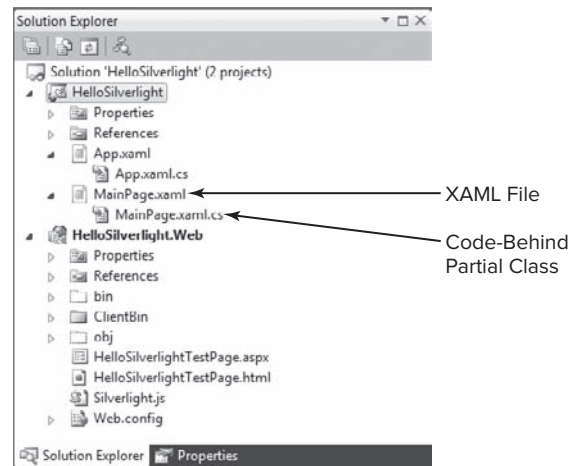 Solution Explorer
Solution 'HelloSilverlight' (2 projects)
HelloSilverlight
Properties
References
App.xaml
App.xaml.cs
MainPage.xaml
XAML File
MainPage.xaml.cs
Code-Behind
Partial Class
HelloSilverlight.Web
Properties
References
bin
ClientBin
obj
HelloSilverlightTestPage.aspx
HelloSilverlightTestPage.html
Silverlight.js
Web.config
Solution Explorer
Properties